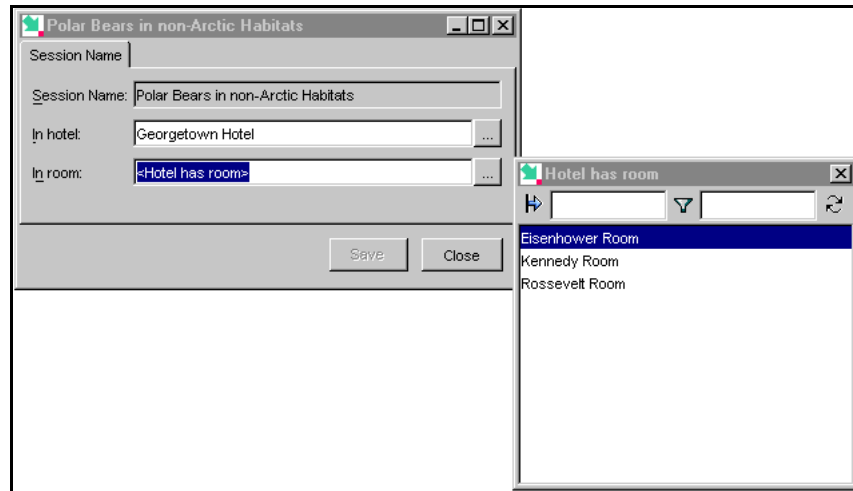 Polar Bears in non-Arctic Habitats
Session Name
Session Name: Polar Bears in non-Arctic Habitats
In hotel: Georgetown Hotel ...
In room: <Hotel has room> ...
Save Close
Hotel has room
Eisenhower Room
Kennedy Room
Rossevelt Room